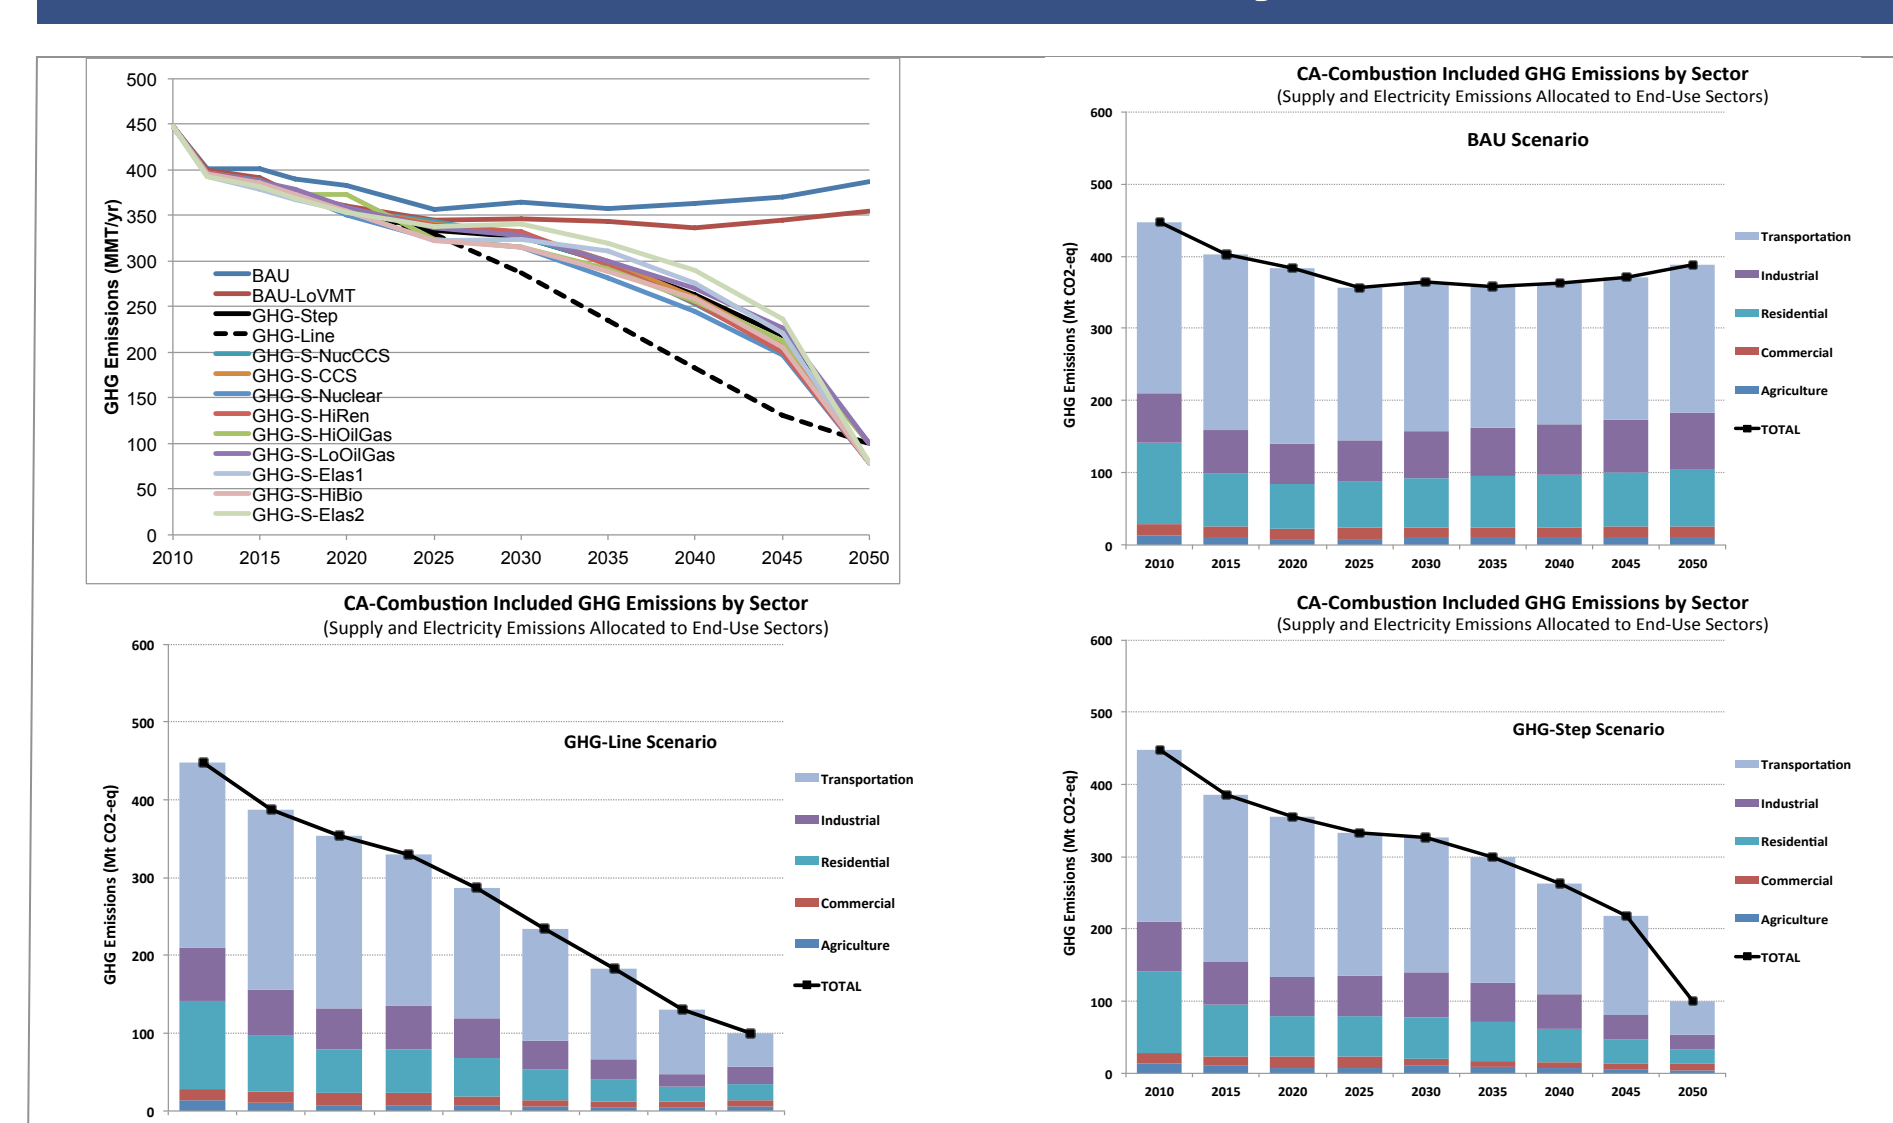 500
450
400
350
300
250
200
150
100
50
0
GHG Emissions (MMT/yr)
BAU
BAU-LoVMT
GHG-Step
GHG-Line
GHG-S-NucCCS
GHG-S-CCS
GHG-S-Nuclear
GHG-S-HiRen
GHG-S-HiOilGas
GHG-S-LoOilGas
GHG-S-Elas1
GHG-S-HiBio
GHG-S-Elas2
2010 2015 2020 2025 2030 2035 2040 2045 2050
CA-Combustion Included GHG Emissions by Sector
(Supply and Electricity Emissions Allocated to End-Use Sectors)
BAU Scenario
600
500
400
300
200
100
0
GHG Emissions (Mt CO2-eq)
Transportation
Industrial
Residential
Commercial
Agriculture
TOTAL
2010 2015 2020 2025 2030 2035 2040 2045 2050
CA-Combustion Included GHG Emissions by Sector
(Supply and Electricity Emissions Allocated to End-Use Sectors)
GHG-Line Scenario
600
500
400
300
200
100
0
GHG Emissions (Mt CO2-eq)
Transportation
Industrial
Residential
Commercial
Agriculture
TOTAL
CA-Combustion Included GHG Emissions by Sector
(Supply and Electricity Emissions Allocated to End-Use Sectors)
GHG-Step Scenario
600
500
400
300
200
100
0
GHG Emissions (Mt CO2-eq)
Transportation
Industrial
Residential
Commercial
Agriculture
TOTAL
2010 2015 2020 2025 2030 2035 2040 2045 2050